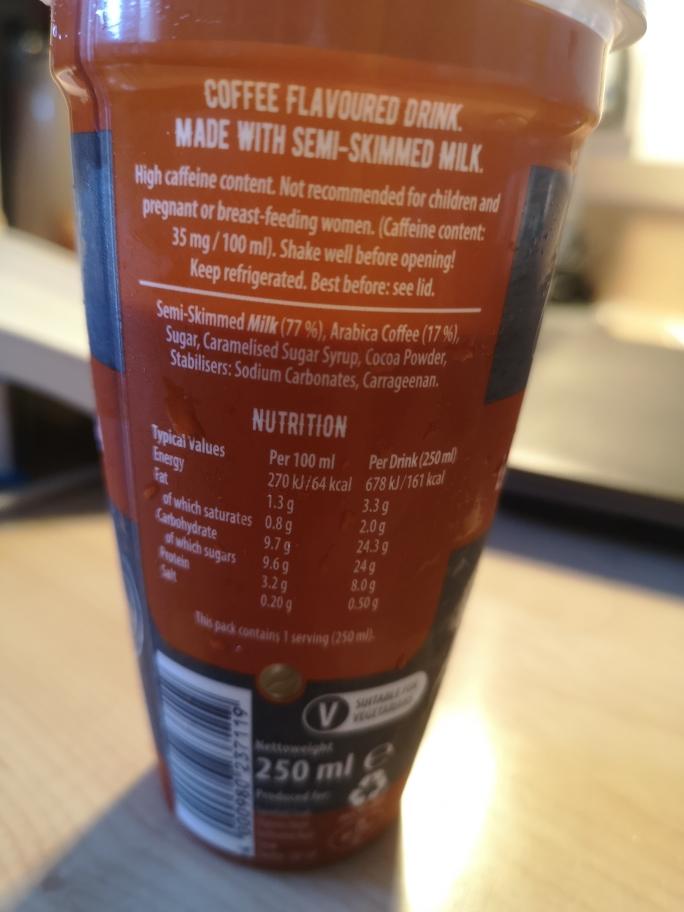 COFFEE FLAVOURED DRINK.
MADE WITH SEMI-SKIMMED MILK.
High caffeine content. Not recommended for children and
pregnant or breast-feeding women. (Caffeine content:
35 mg / 100 ml). Shake well before opening!
Keep refrigerated. Best before: see lid.
Semi-Skimmed Milk (77 %), Arabica Coffee (17 %),
Sugar, Caramelised Sugar Syrup, Cocoa Powder,
Stabilisers: Sodium Carbonates, Carrageenan.
NUTRITION
Typical values Per 100 ml Per Drink (250 ml)
Energy 270 kJ/64 kcal 678 kJ/161 kcal
Fat 1.3 g 3.3 g
of which saturates 0.8 g 2.0 g
Carbohydrate 9.7 g 24.3 g
of which sugars 9.6 g 24 g
Protein 3.2 g 8.0 g
Salt 0.20 g 0.50 g
This pack contains 1 serving (250 ml).
V SUITABLE FOR
VEGETARIANS
Nettoweight
250 ml e
Produced for: